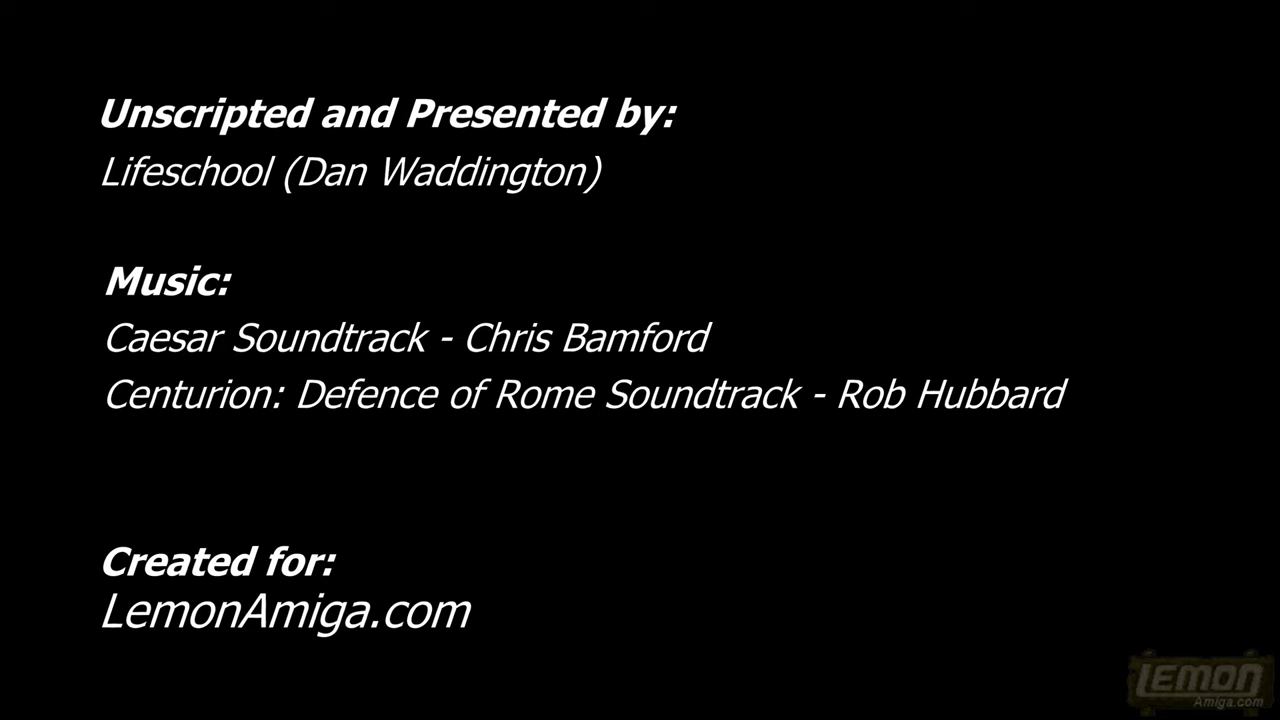 Unscripted and Presented by:
Lifeschool (Dan Waddington)
Music:
Caesar Soundtrack - Chris Bamford
Centurion: Defence of Rome Soundtrack - Rob Hubbard
Created for:
LemonAmiga.com
LEMON
Amiga.com